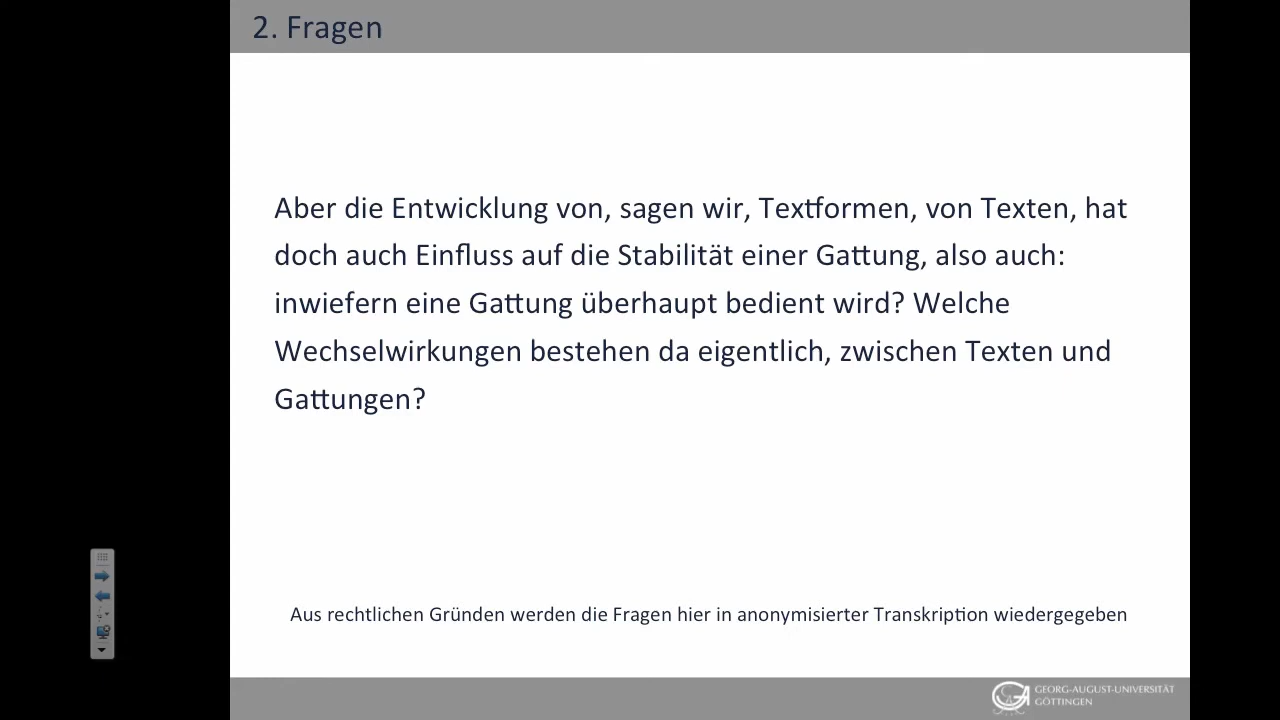 2. Fragen
Aber die Entwicklung von, sagen wir, Textformen, von Texten, hat
doch auch Einfluss auf die Stabilität einer Gattung, also auch:
inwiefern eine Gattung überhaupt bedient wird? Welche
Wechselwirkungen bestehen da eigentlich, zwischen Texten und
Gattungen?
Aus rechtlichen Gründen werden die Fragen hier in anonymisierter Transkription wiedergegeben
GEORG-AUGUST-UNIVERSITÄT
GÖTTINGEN